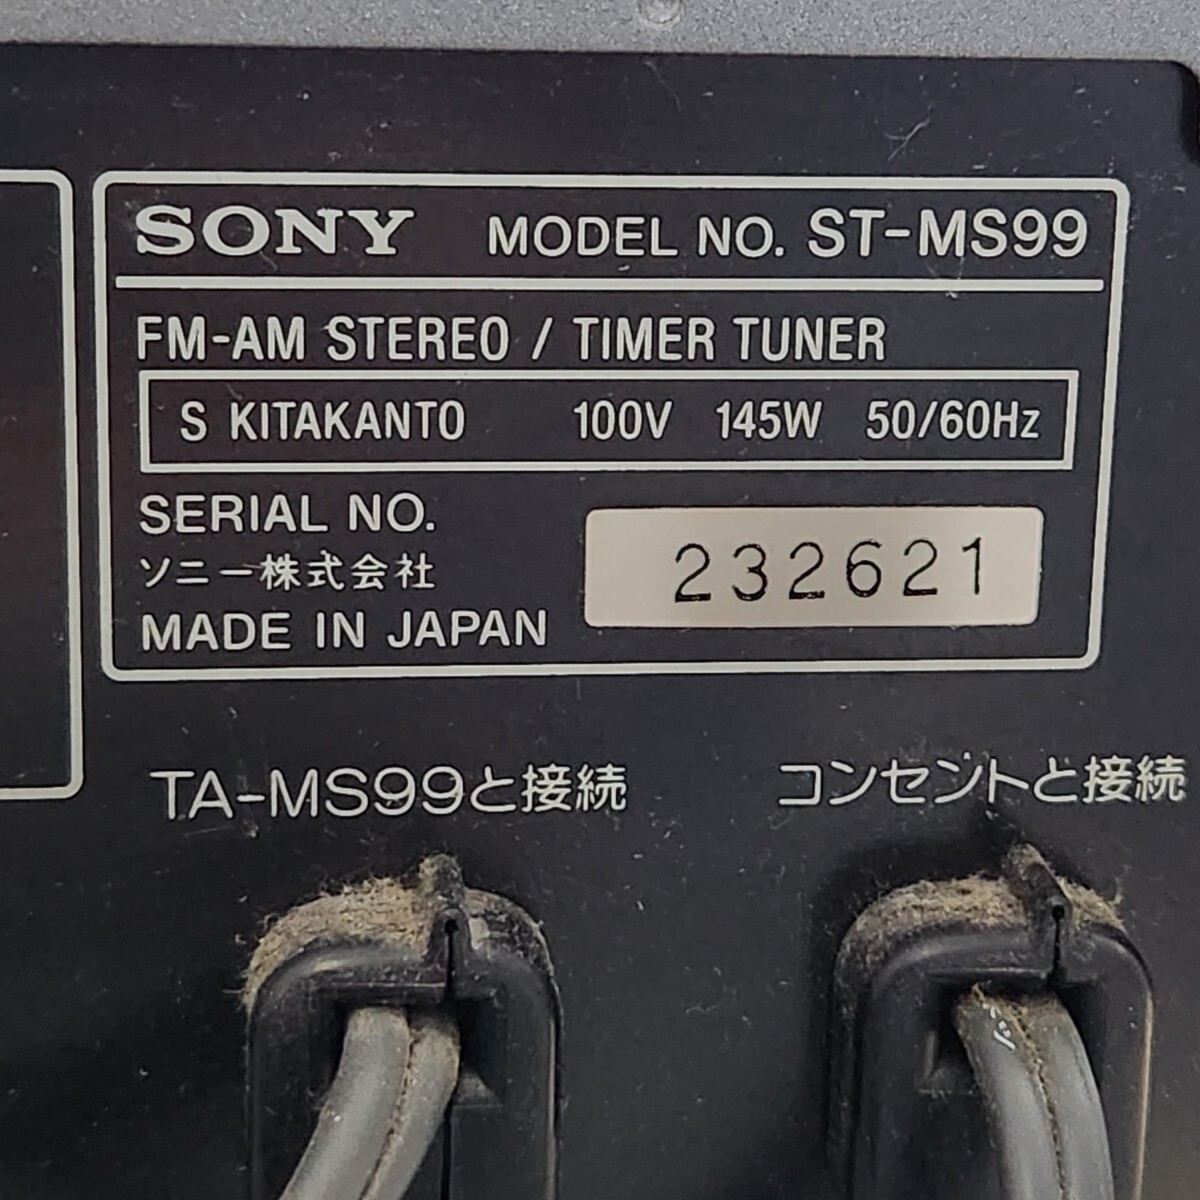 SONY MODEL NO. ST-MS99
FM-AM STEREO / TIMER TUNER
S KITAKANTO 100V 145W 50/60Hz
SERIAL NO.
232621
ソニー株式会社
MADE IN JAPAN
TA-MS99と接続
コンセントと接続